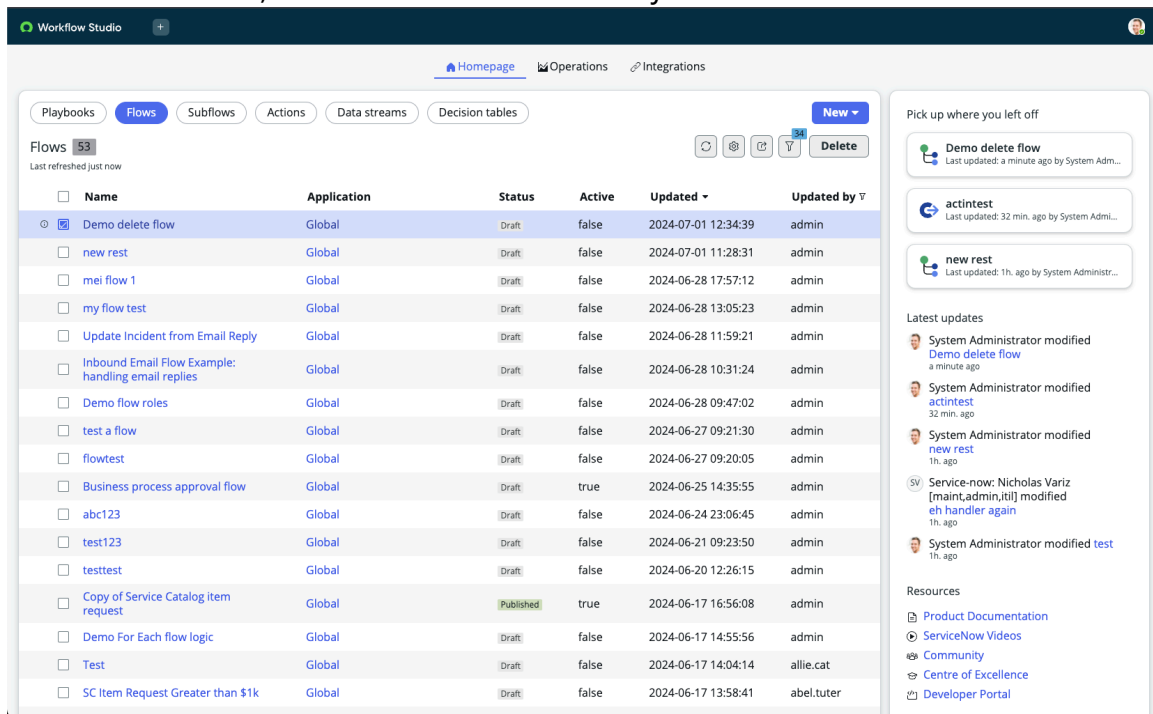 Workflow Studio
+
Homepage
Operations
Integrations
Playbooks
Flows
Subflows
Actions
Data streams
Decision tables
New
Flows 53
Last refreshed just now
34
Delete
Name Application Status Active Updated Updated by
Demo delete flow Global Draft false 2024-07-01 12:34:39 admin
new rest Global Draft false 2024-07-01 11:28:31 admin
mei flow 1 Global Draft false 2024-06-28 17:57:12 admin
my flow test Global Draft false 2024-06-28 13:05:23 admin
Update Incident from Email Reply Global Draft false 2024-06-28 11:59:21 admin
Inbound Email Flow Example:
handling email replies Global Draft false 2024-06-28 10:31:24 admin
Demo flow roles Global Draft false 2024-06-28 09:47:02 admin
test a flow Global Draft false 2024-06-27 09:21:30 admin
flowtest Global Draft false 2024-06-27 09:20:05 admin
Business process approval flow Global Draft true 2024-06-25 14:35:55 admin
abc123 Global Draft false 2024-06-24 23:06:45 admin
test123 Global Draft false 2024-06-21 09:23:50 admin
testtest Global Draft false 2024-06-20 12:26:15 admin
Copy of Service Catalog item
request Global Published true 2024-06-17 16:56:08 admin
Demo For Each flow logic Global Draft false 2024-06-17 14:55:56 admin
Test Global Draft false 2024-06-17 14:04:14 allie.cat
SC Item Request Greater than $1k Global Draft false 2024-06-17 13:58:41 abel.tuter
Pick up where you left off
Demo delete flow
Last updated: a minute ago by System Adm...
actintest
Last updated: 32 min. ago by System Admi...
new rest
Last updated: 1h. ago by System Administr...
Latest updates
System Administrator modified
Demo delete flow
a minute ago
System Administrator modified
actintest
32 min. ago
System Administrator modified
new rest
1h. ago
SV
Service-now: Nicholas Variz
[maint,admin,itil] modified
eh handler again
1h. ago
System Administrator modified test
1h. ago
Resources
Product Documentation
ServiceNow Videos
Community
Centre of Excellence
Developer Portal